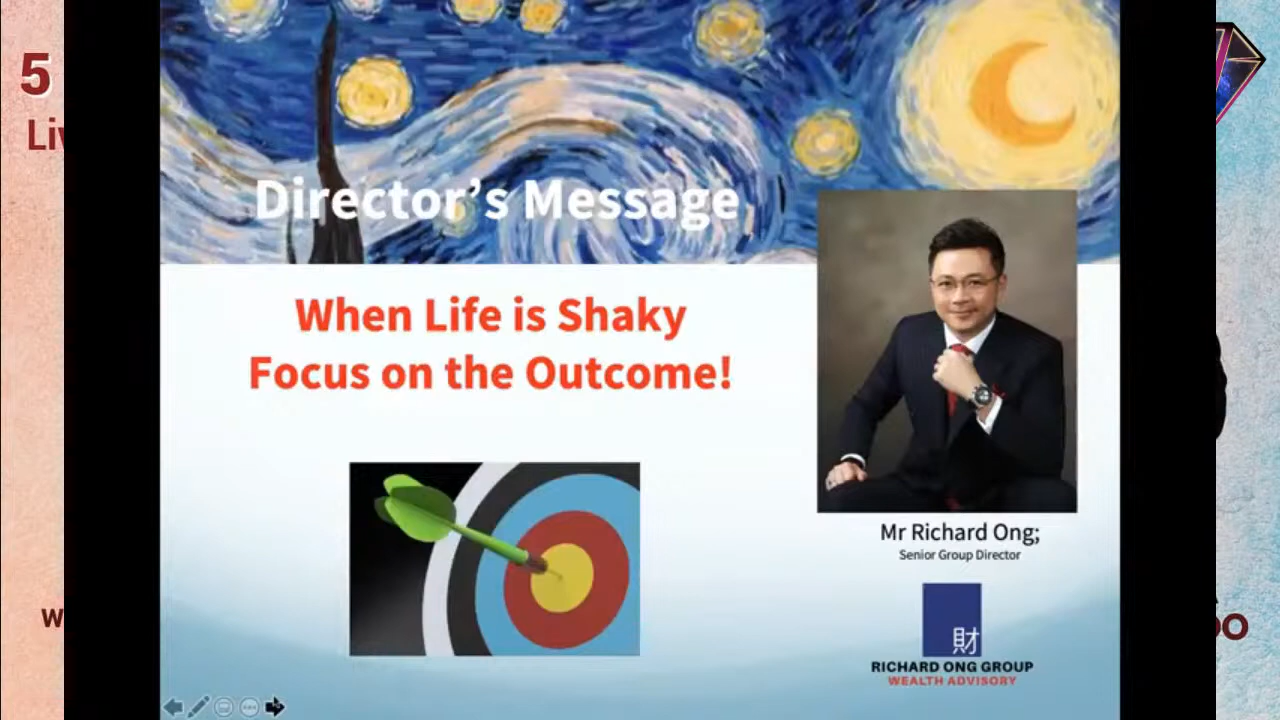 5
Director's Message
When Life is Shaky
Focus on the Outcome!
Mr Richard Ong;
Senior Group Director
財
RICHARD ONG GROUP
WEALTH ADVISORY